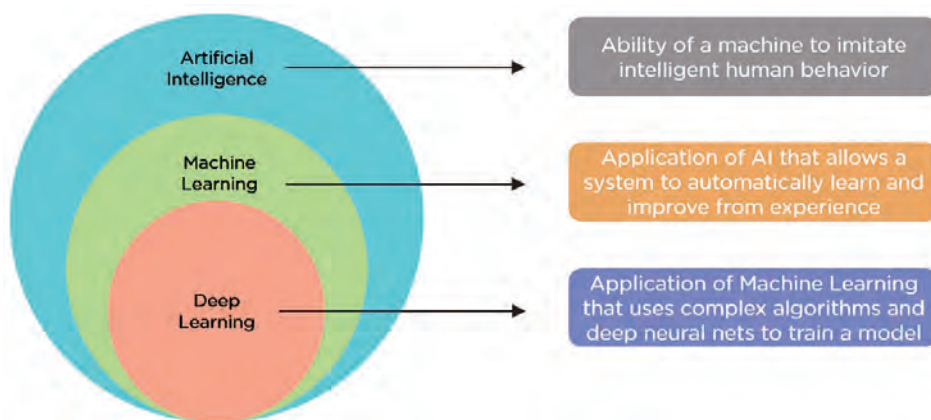 Artificial
Intelligence
Ability of a machine to imitate
intelligent human behavior
Machine
Learning
Application of AI that allows a
system to automatically learn and
improve from experience
Deep
Learning
Application of Machine Learning
that uses complex algorithms and
deep neural nets to train a model